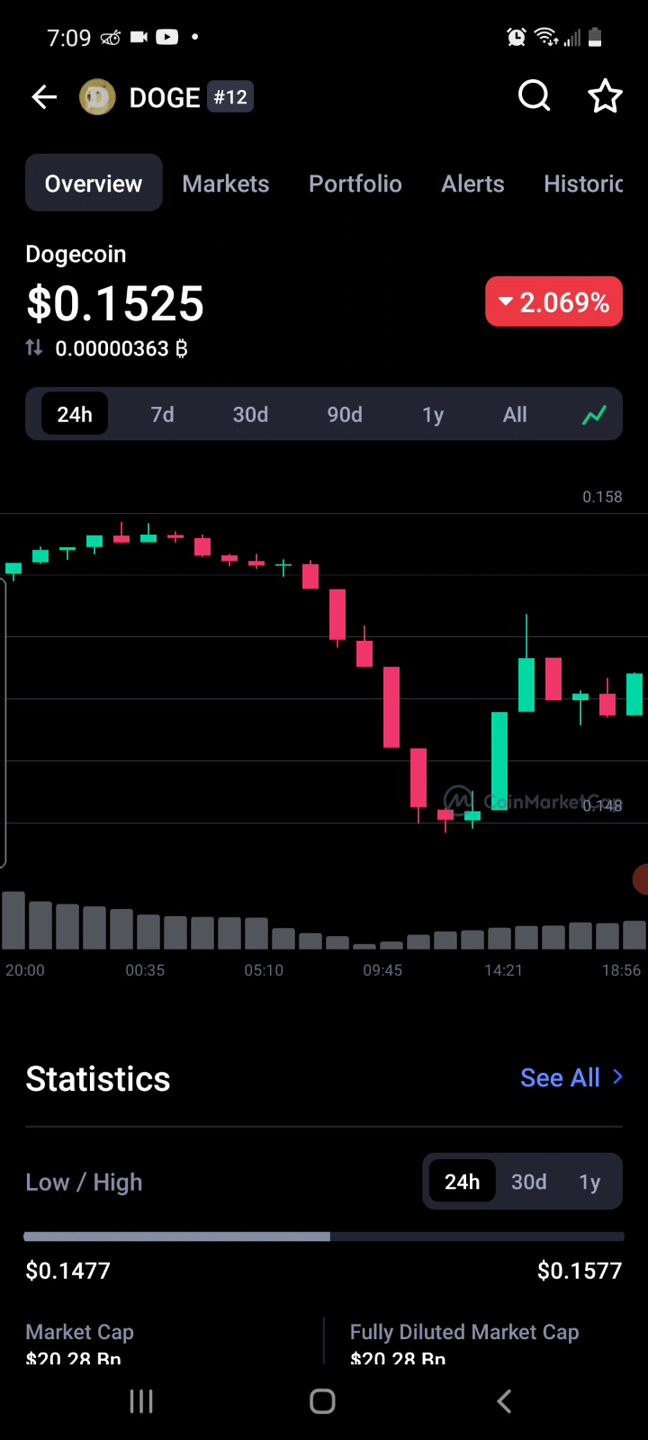 7:09
DOGE #12
Overview Markets Portfolio Alerts Historic
Dogecoin
$0.1525 2.069%
0.00000363 ₿
24h 7d 30d 90d 1y All
0.158
CoinMarketCap
0.148
20:00 00:35 05:10 09:45 14:21 18:56
Statistics See All
Low / High 24h 30d 1y
$0.1477 $0.1577
Market Cap Fully Diluted Market Cap
$20.28 Bn $20.28 Bn